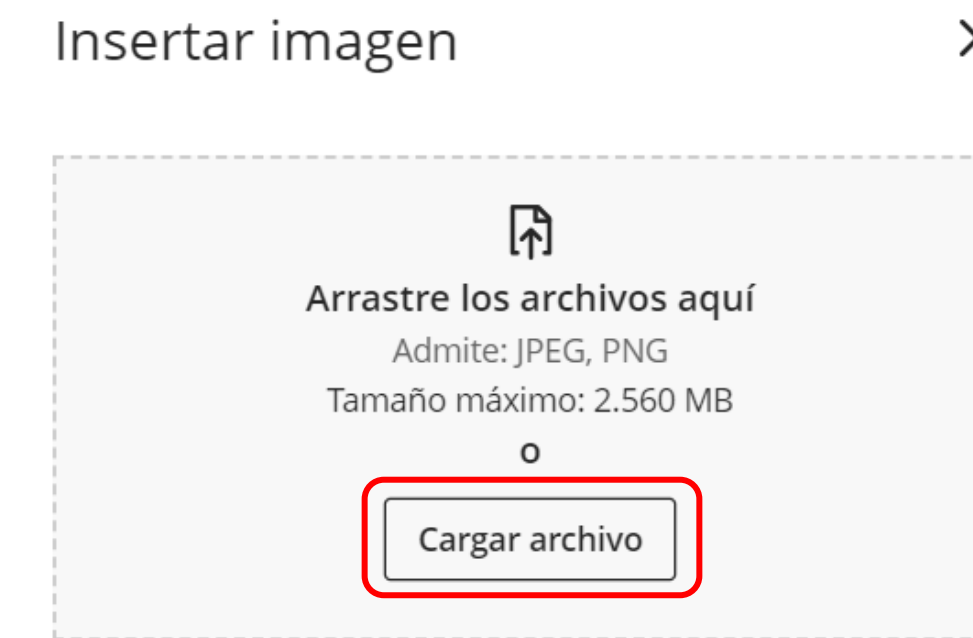 Insertar imagen
Arrastre los archivos aquí
Admite: JPEG, PNG
Tamaño máximo: 2.560 MB
o
Cargar archivo